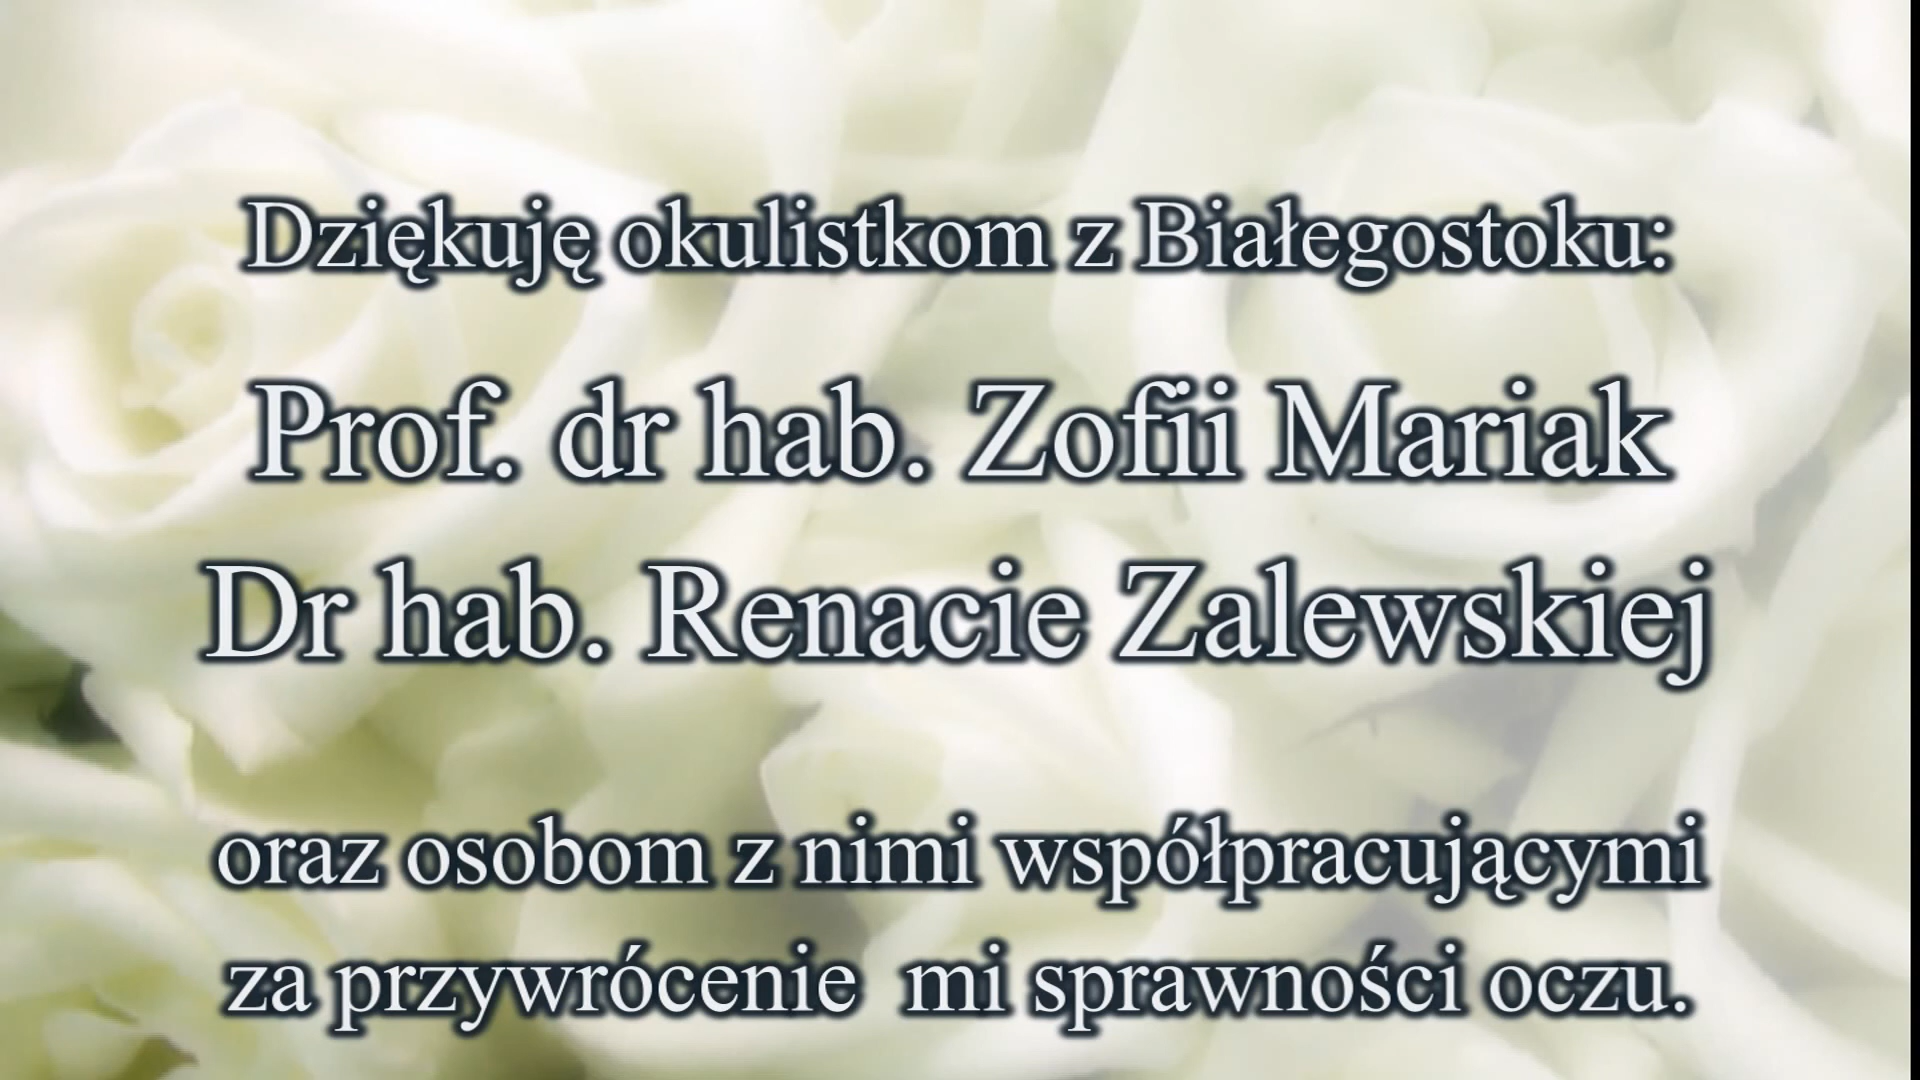 Dziękuję okulistkom z Białegostoku:
Prof. dr hab. Zofii Mariak
Dr hab. Renacie Zalewskiej
oraz osobom z nimi współpracującymi
za przywrócenie  mi sprawności oczu.